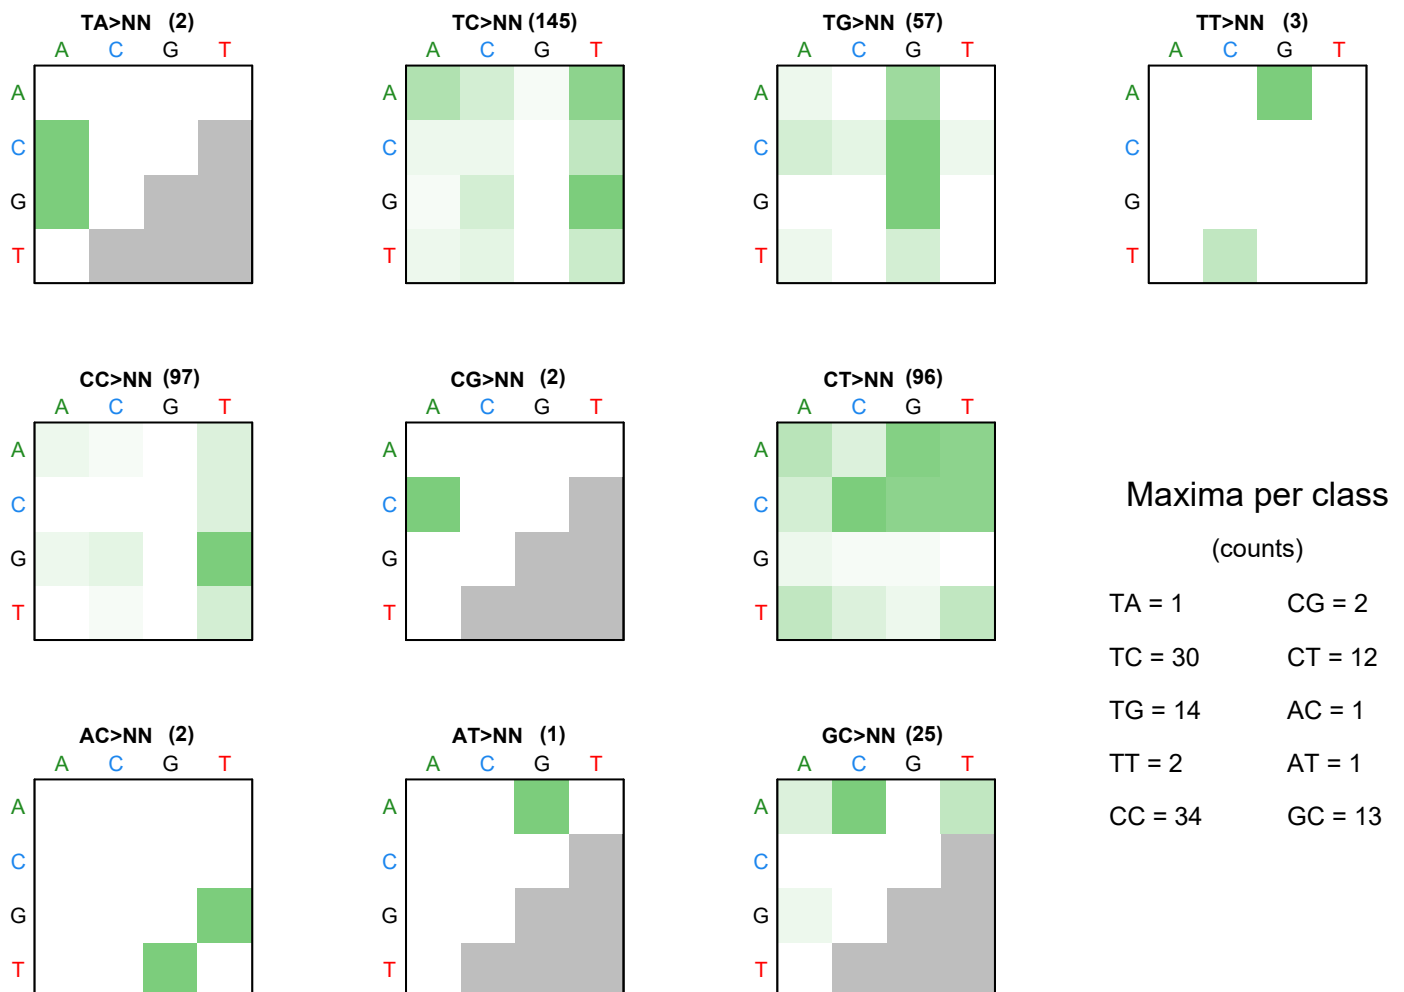 TA>NN (2)
A C G T
A
C
G
T
TC>NN (145)
A C G T
A
C
G
T
TG>NN (57)
A C G T
A
C
G
T
TT>NN (3)
A C G T
A
C
G
T
CC>NN (97)
A C G T
A
C
G
T
CG>NN (2)
A C G T
A
C
G
T
CT>NN (96)
A C G T
A
C
G
T
Maxima per class
(counts)
TA = 1 CG = 2
TC = 30 CT = 12
TG = 14 AC = 1
TT = 2 AT = 1
CC = 34 GC = 13
AC>NN (2)
A C G T
A
C
G
T
AT>NN (1)
A C G T
A
C
G
T
GC>NN (25)
A C G T
A
C
G
T